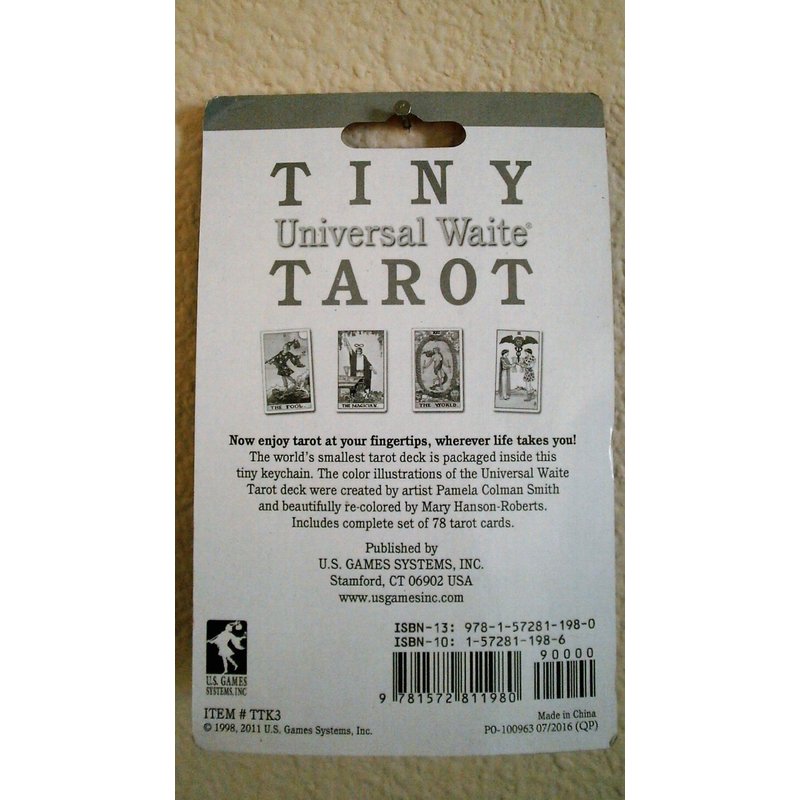 TINY
Universal Waite®
TAROT
THE FOOL.
THE MAGICIAN.
THE WORLD.
Now enjoy tarot at your fingertips, wherever life takes you!
The world's smallest tarot deck is packaged inside this
tiny keychain. The color illustrations of the Universal Waite
Tarot deck were created by artist Pamela Colman Smith
and beautifully re-colored by Mary Hanson-Roberts.
Includes complete set of 78 tarot cards.
Published by
U.S. GAMES SYSTEMS, INC.
Stamford, CT 06902 USA
www.usgamesinc.com
ISBN-13: 978-1-57281-198-0
ISBN-10: 1-57281-198-6
90000
9 781572 811980
U.S. GAMES
SYSTEMS, INC
ITEM # TTK3
© 1998, 2011 U.S. Games Systems, Inc.
Made in China
PO-100963 07/2016 (QP)